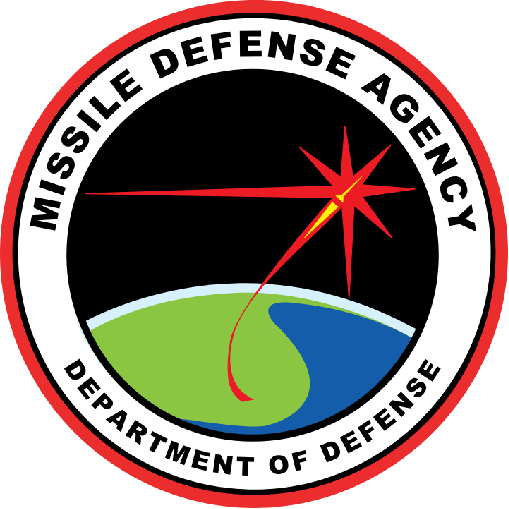 MISSILE DEFENSE AGENCY
DEPARTMENT OF DEFENSE